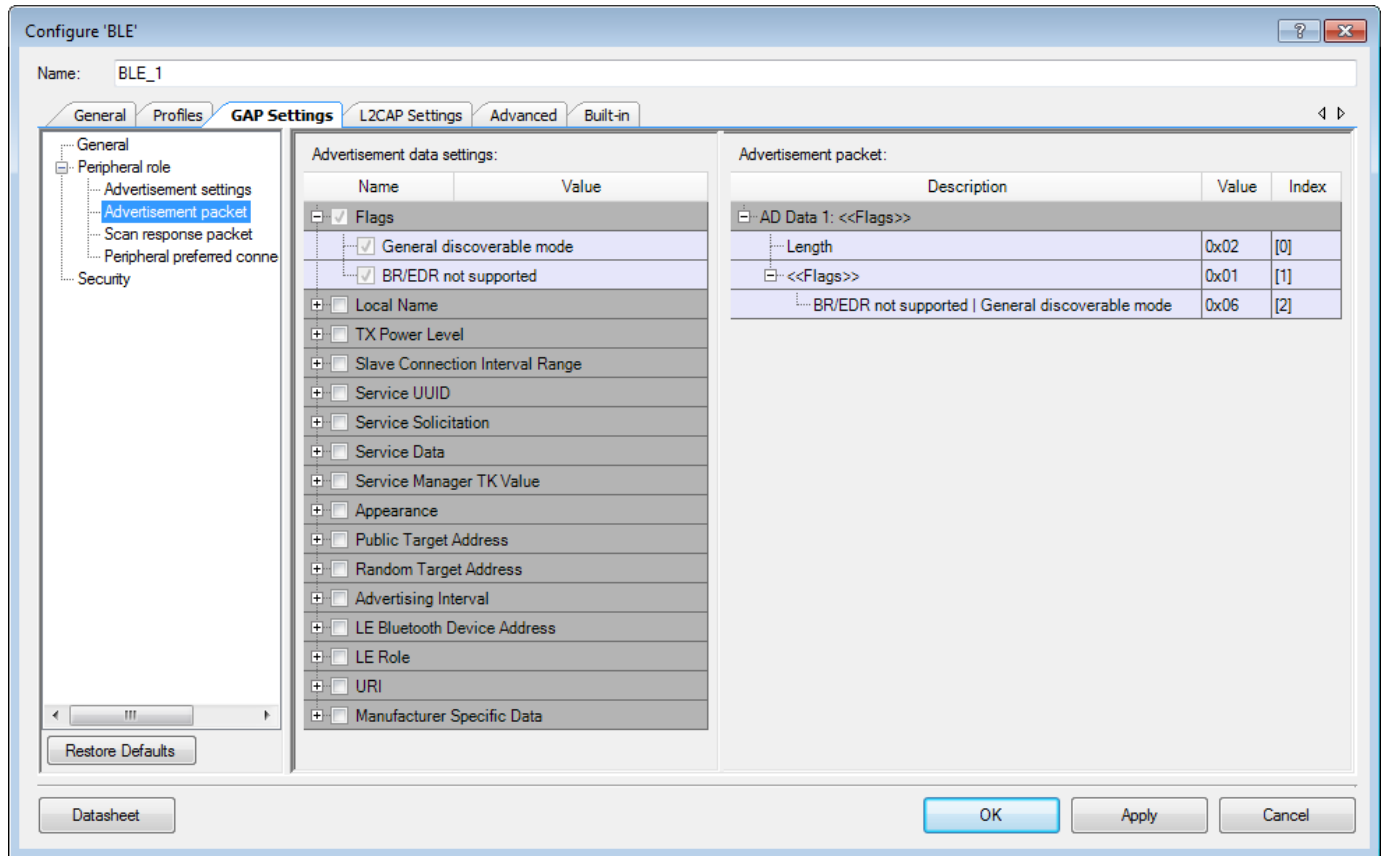 Configure 'BLE'
Name: BLE_1
General Profiles GAP Settings L2CAP Settings Advanced Built-in
General
Peripheral role
Advertisement settings
Advertisement packet
Scan response packet
Peripheral preferred conne
Security
Restore Defaults
Advertisement data settings:
Name Value
Flags
General discoverable mode
BR/EDR not supported
Local Name
TX Power Level
Slave Connection Interval Range
Service UUID
Service Solicitation
Service Data
Service Manager TK Value
Appearance
Public Target Address
Random Target Address
Advertising Interval
LE Bluetooth Device Address
LE Role
URI
Manufacturer Specific Data
Advertisement packet:
Description Value Index
AD Data 1: <<Flags>>
Length 0x02 [0]
<<Flags>> 0x01 [1]
BR/EDR not supported | General discoverable mode 0x06 [2]
Datasheet OK Apply Cancel